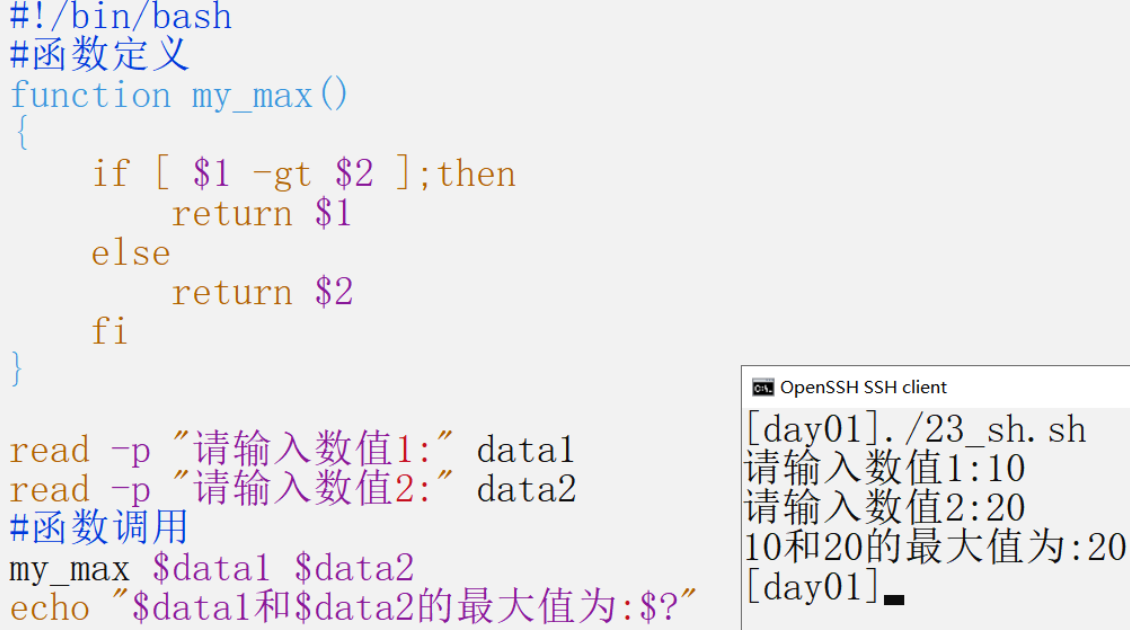 #!/bin/bash
#函数定义
function my_max()
{
    if [ $1 -gt $2 ];then
        return $1
    else
        return $2
    fi
}
read -p "请输入数值1:" data1
read -p "请输入数值2:" data2
#函数调用
my_max $data1 $data2
echo "$data1和$data2的最大值为:$?"
OpenSSH SSH client
[day01]./23_sh.sh
请输入数值1:10
请输入数值2:20
10和20的最大值为:20
[day01]